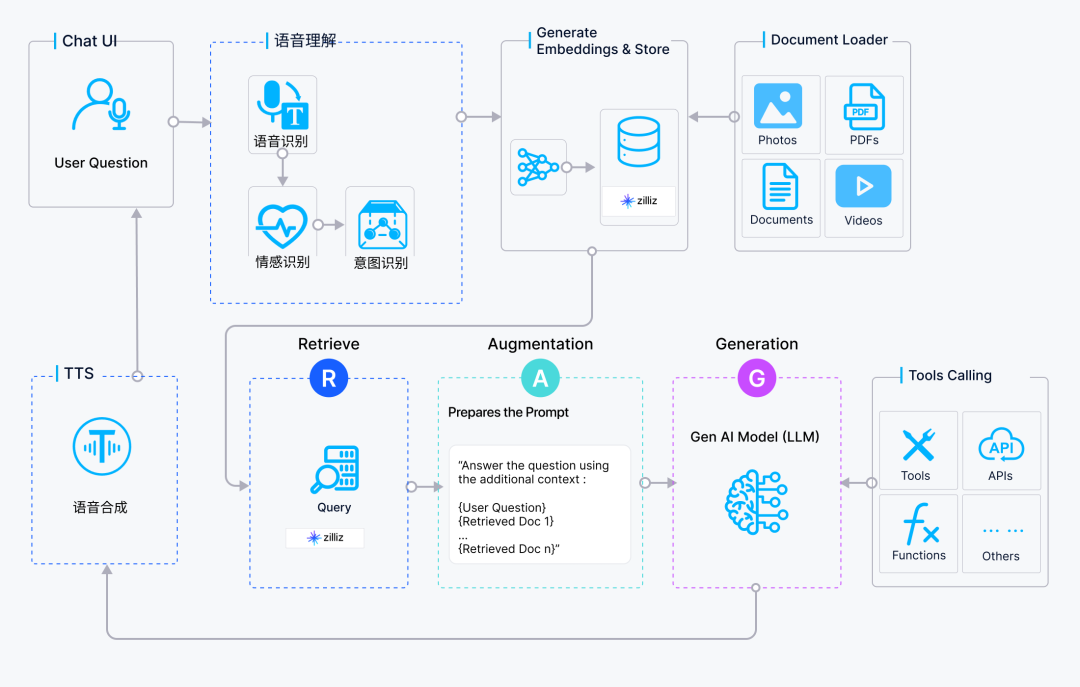 Chat UI
User Question
语音理解
语音识别
情感识别
意图识别
Generate
Embeddings & Store
zilliz
Document Loader
Photos
PDF
PDFs
Documents
Videos
TTS
语音合成
Retrieve
R
Query
zilliz
Augmentation
A
Prepares the Prompt
“Answer the question using
the additional context :
{User Question}
{Retrieved Doc 1}
...
{Retrieved Doc n}”
Generation
G
Gen AI Model (LLM)
Tools Calling
Tools
API
APIs
Functions
... ...
Others